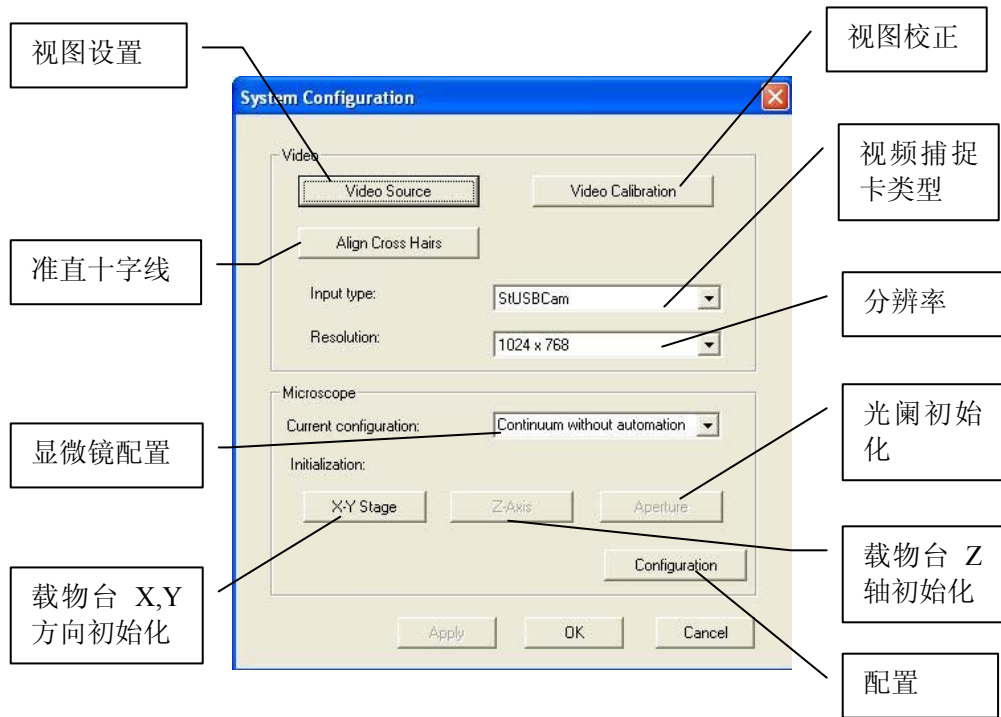 视图设置
视图校正
System Configuration
Video
Video Source
Video Calibration
视频捕捉
卡类型
Align Cross Hairs
准直十字线
Input type:
StUSBCam
分辨率
Resolution:
1024 x 768
Microscope
Current configuration:
Continuum without automation
光阑初始
化
显微镜配置
Initialization:
X-Y Stage
Z-Axis
Aperture
载物台 Z
轴初始化
Configuration
载物台 X,Y
方向初始化
Apply
OK
Cancel
配置